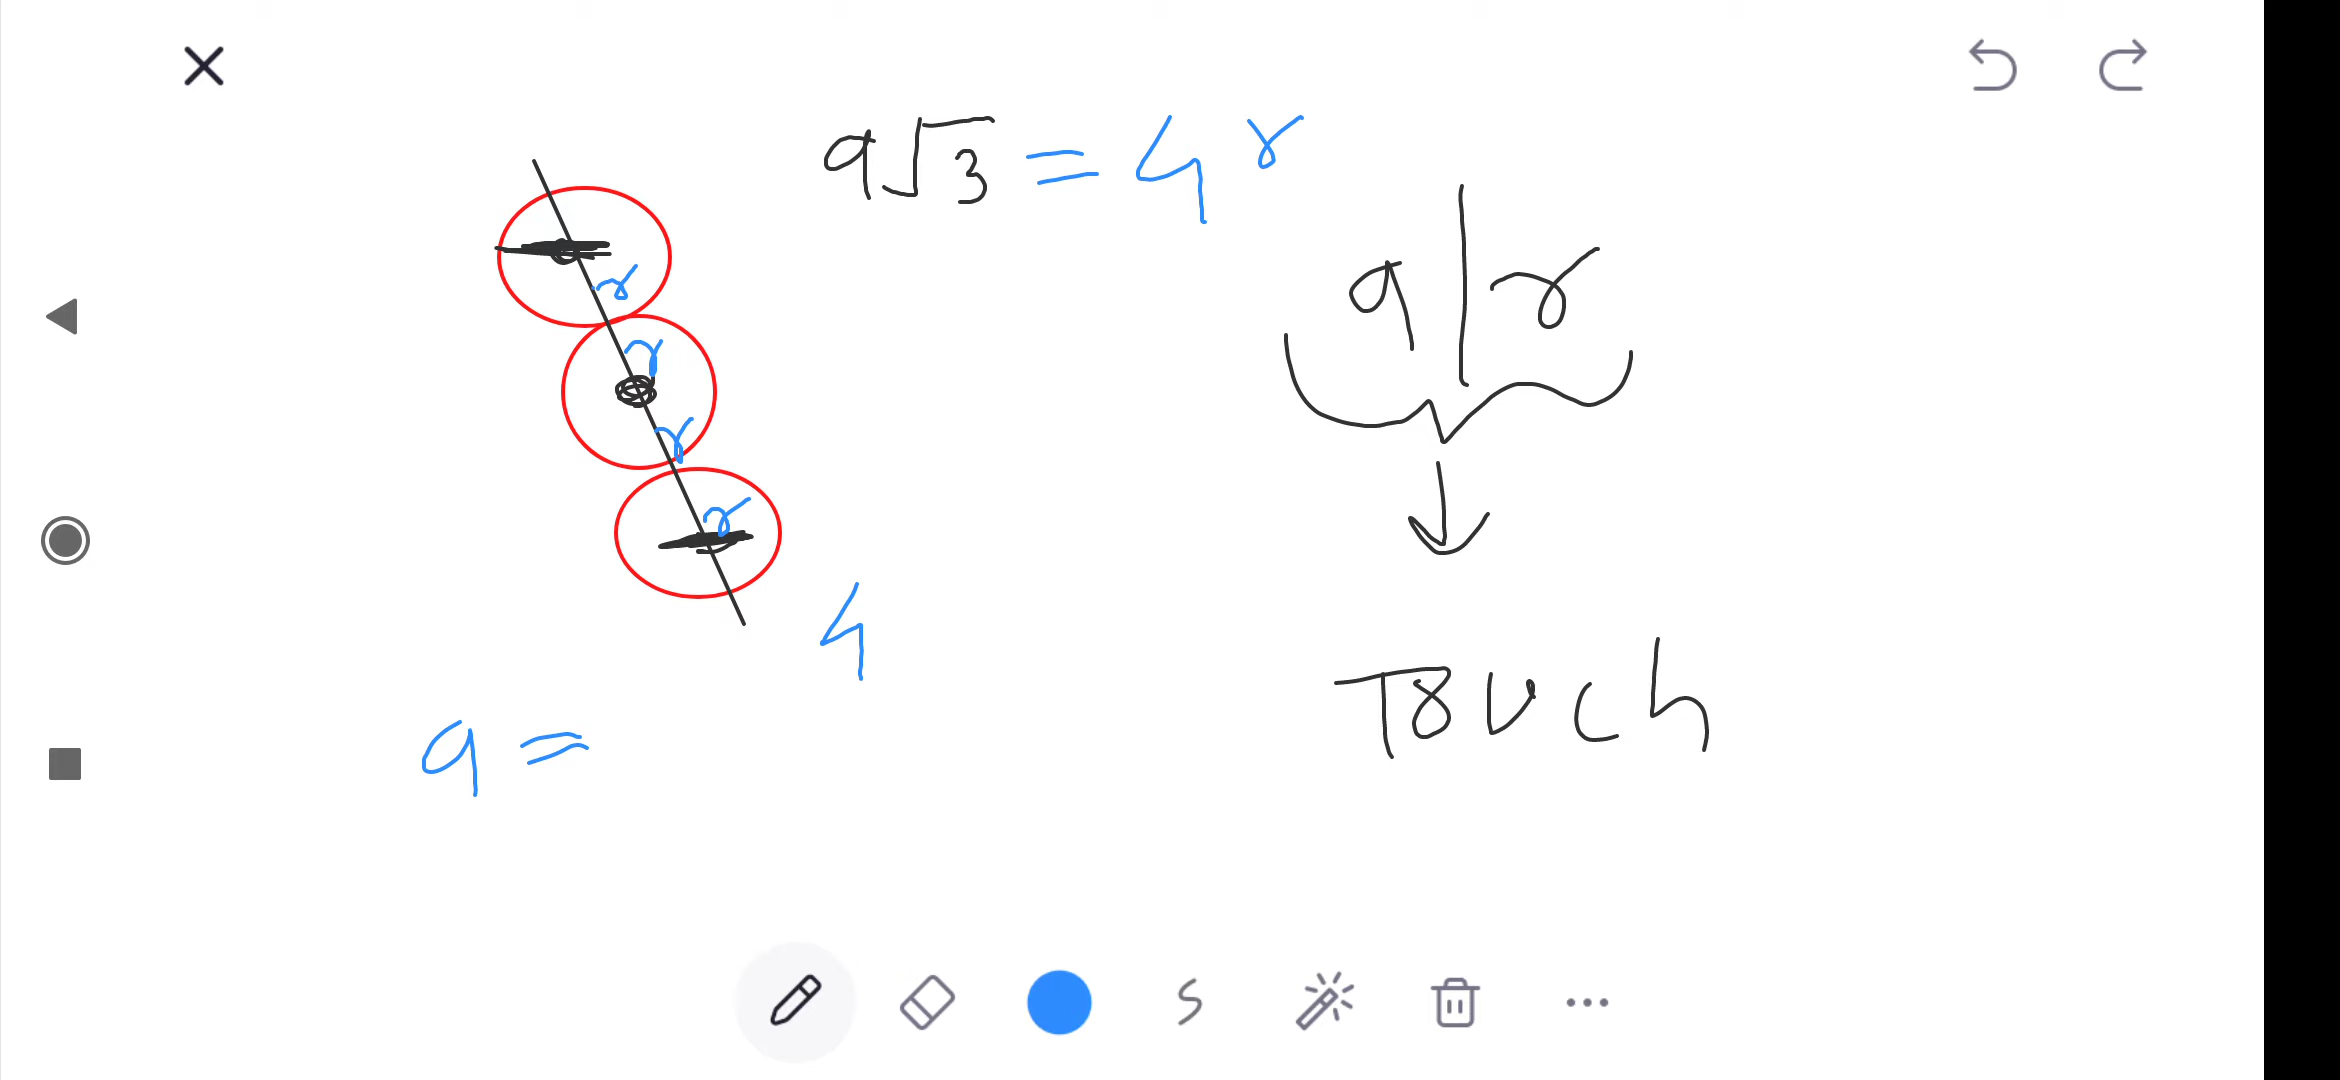 a√3 = 4r
a | r
r
r
r
r
4
a =
Touch